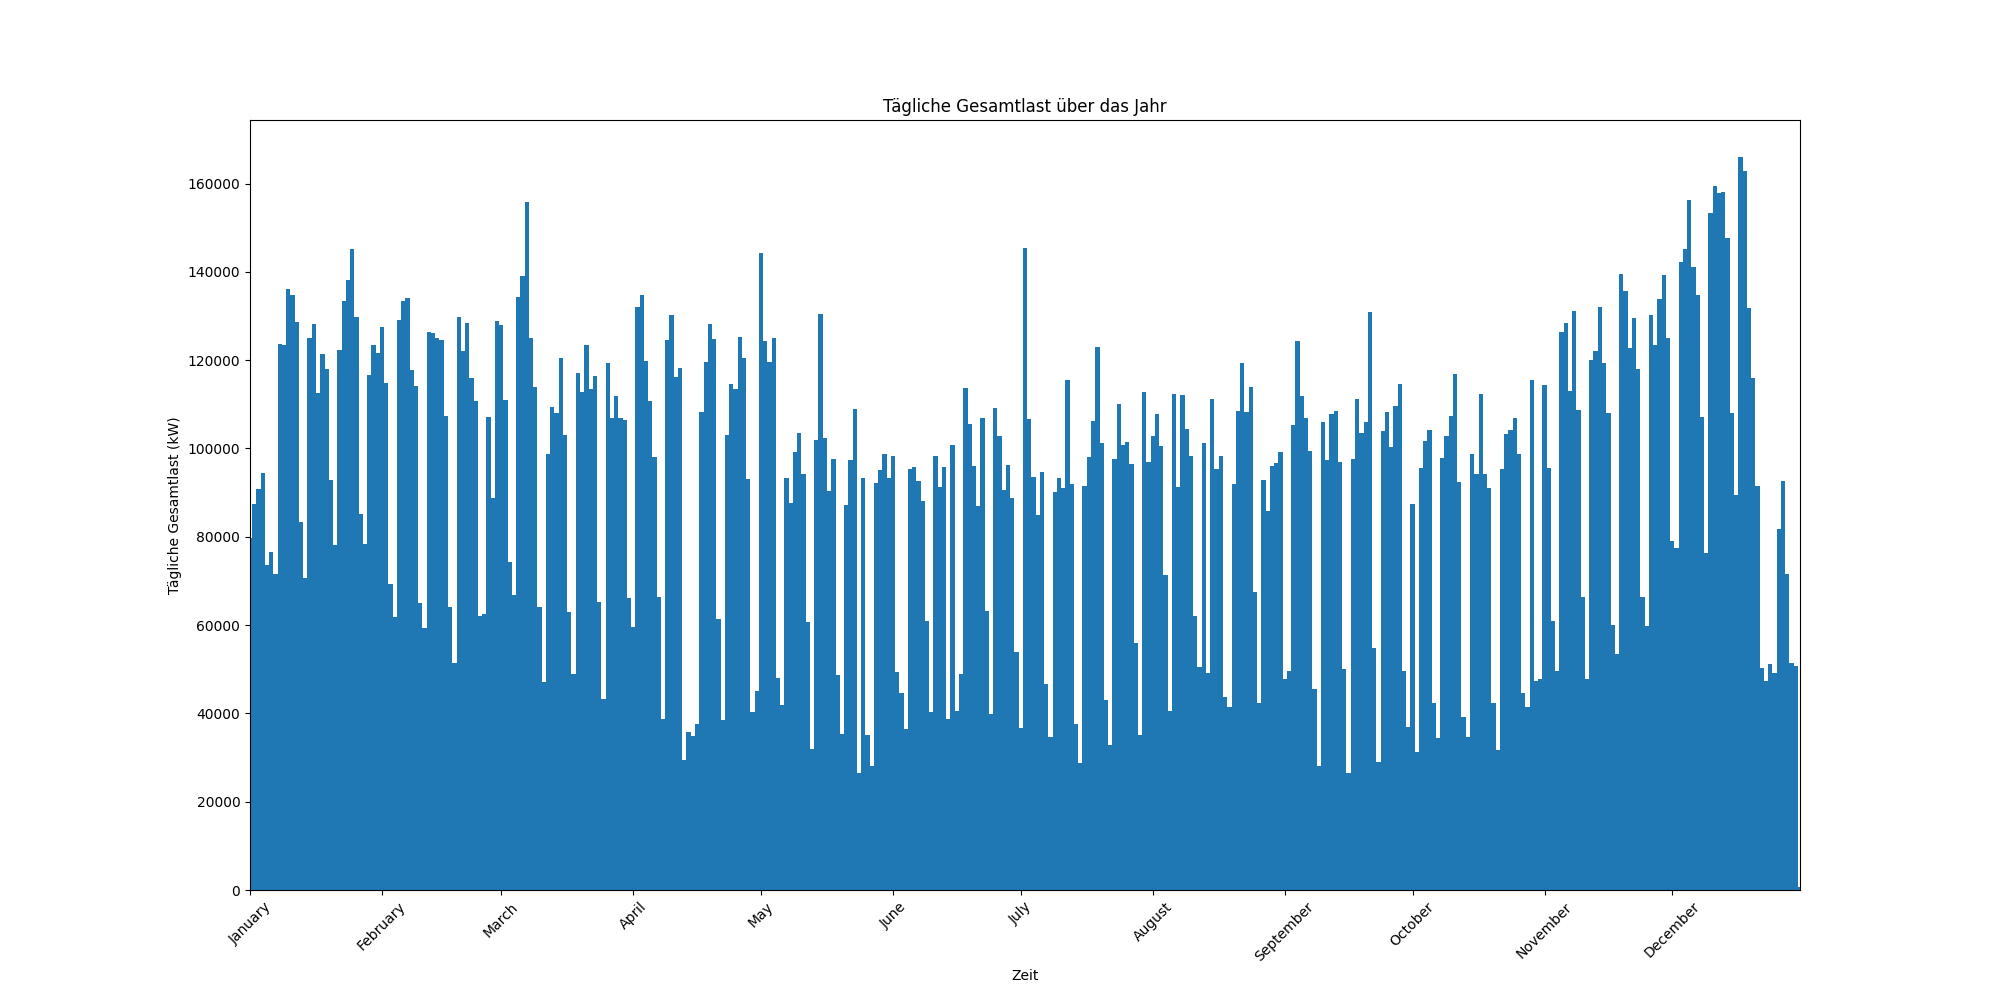 Tägliche Gesamtlast über das Jahr
Tägliche Gesamtlast (kW)
160000
140000
120000
100000
80000
60000
40000
20000
0
January
February
March
April
May
June
July
August
September
October
November
December
Zeit